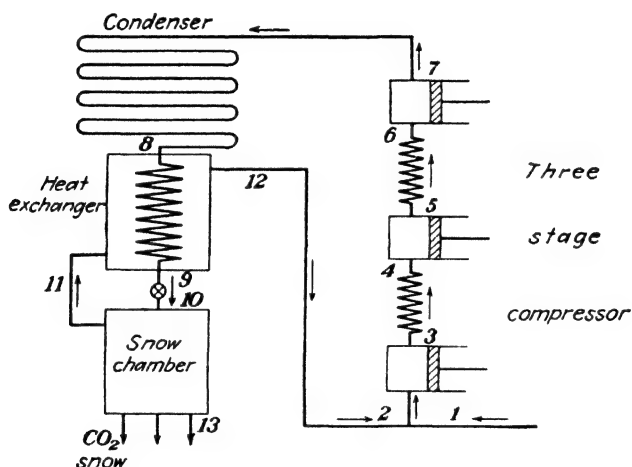 Condenser
7
6
8
12
Heat
exchanger
Three
5
stage
4
11
9
10
compressor
3
Snow
chamber
13
2
1
CO₂
snow